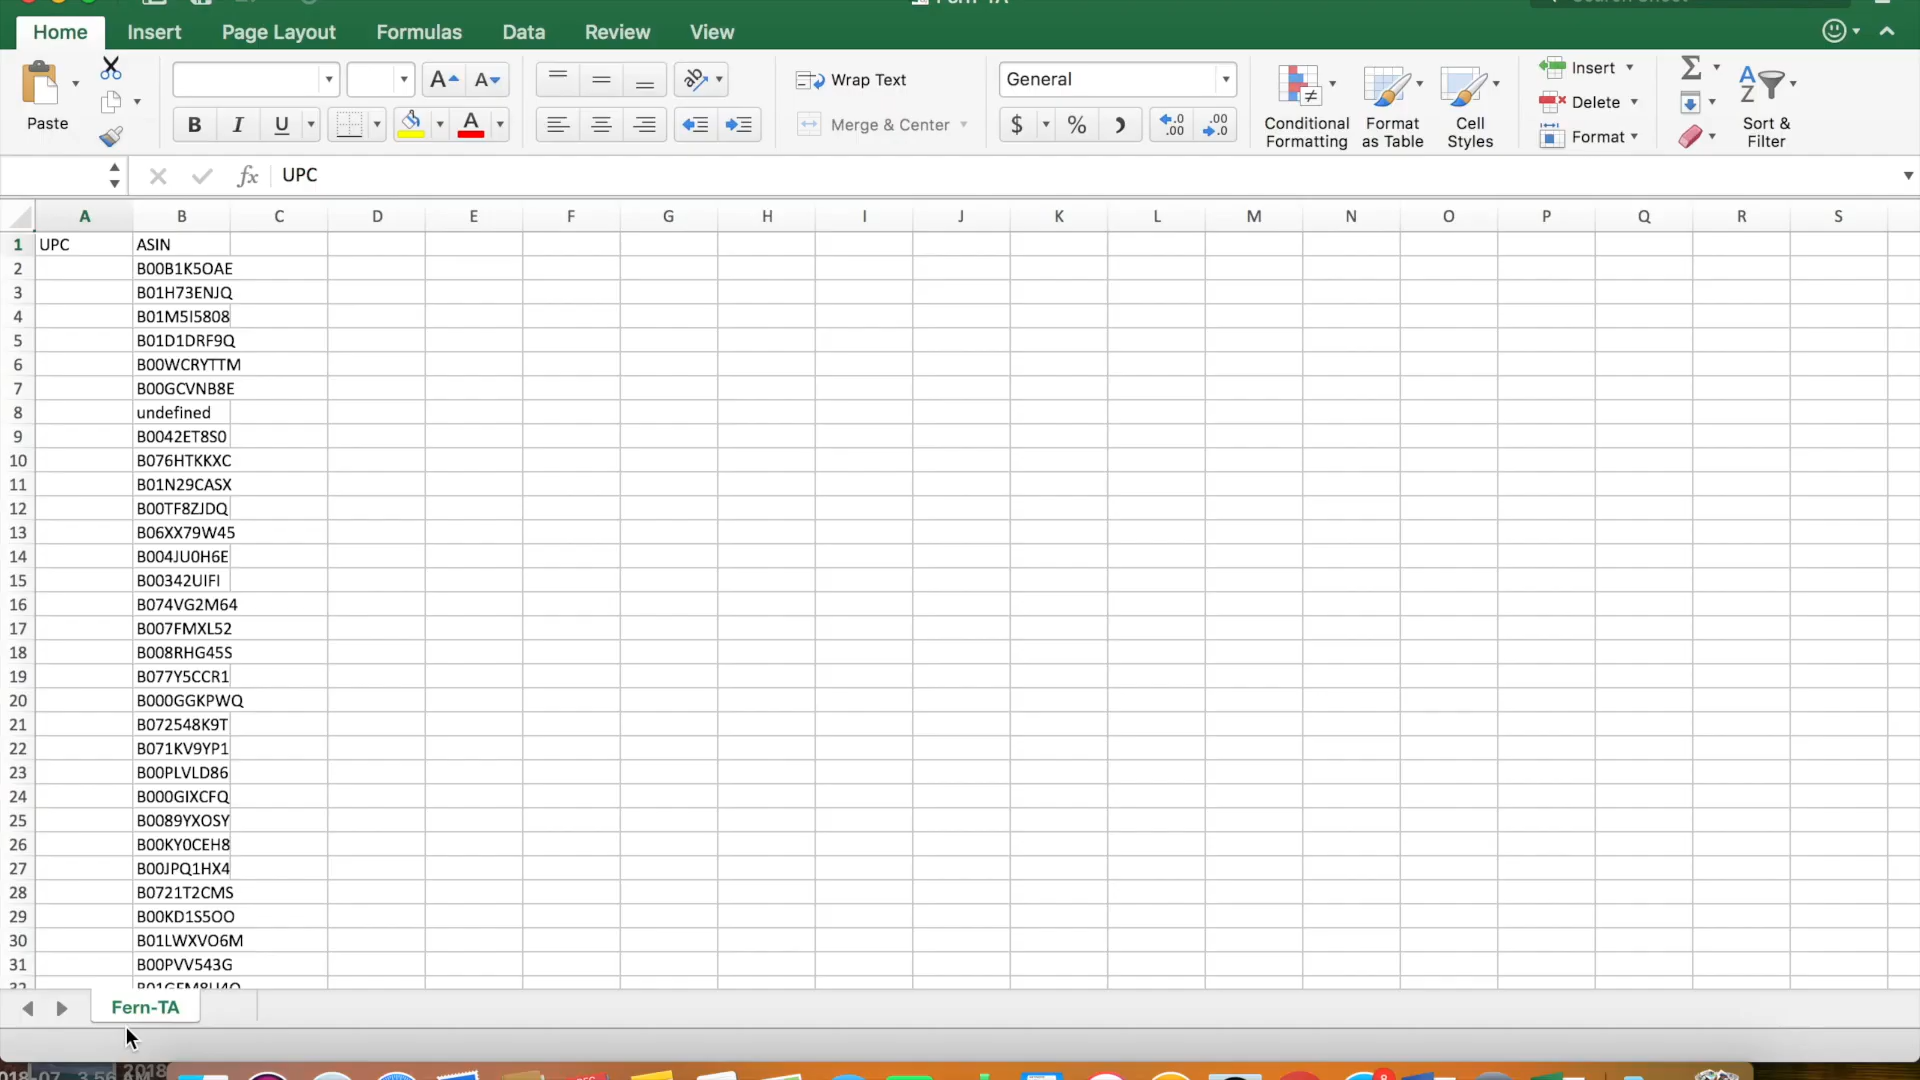 Home Insert Page Layout Formulas Data Review View
Paste
Wrap Text
Merge & Center
General
Conditional Formatting
Format as Table
Cell Styles
Insert
Delete
Format
Sort & Filter
fx UPC
A B C D E F G H I J K L M N O P Q R S
1 UPC ASIN
2 B00B1K5OAE
3 B01H73ENJQ
4 B01M5I5808
5 B01D1DRF9Q
6 B00WCRYTTM
7 B00GCVNB8E
8 undefined
9 B0042ET8S0
10 B076HTKKXC
11 B01N29CASX
12 B00TF8ZJDQ
13 B06XX79W45
14 B004JU0H6E
15 B00342UIFI
16 B074VG2M64
17 B007FMXL52
18 B008RHG45S
19 B077Y5CCR1
20 B000GGKPWQ
21 B072548K9T
22 B071KV9YP1
23 B00PLVLD86
24 B000GIXCFQ
25 B0089YXOSY
26 B00KY0CEH8
27 B00JPQ1HX4
28 B0721T2CMS
29 B00KD1S5OO
30 B01LWXVO6M
31 B00PVV543G
Fern-TA